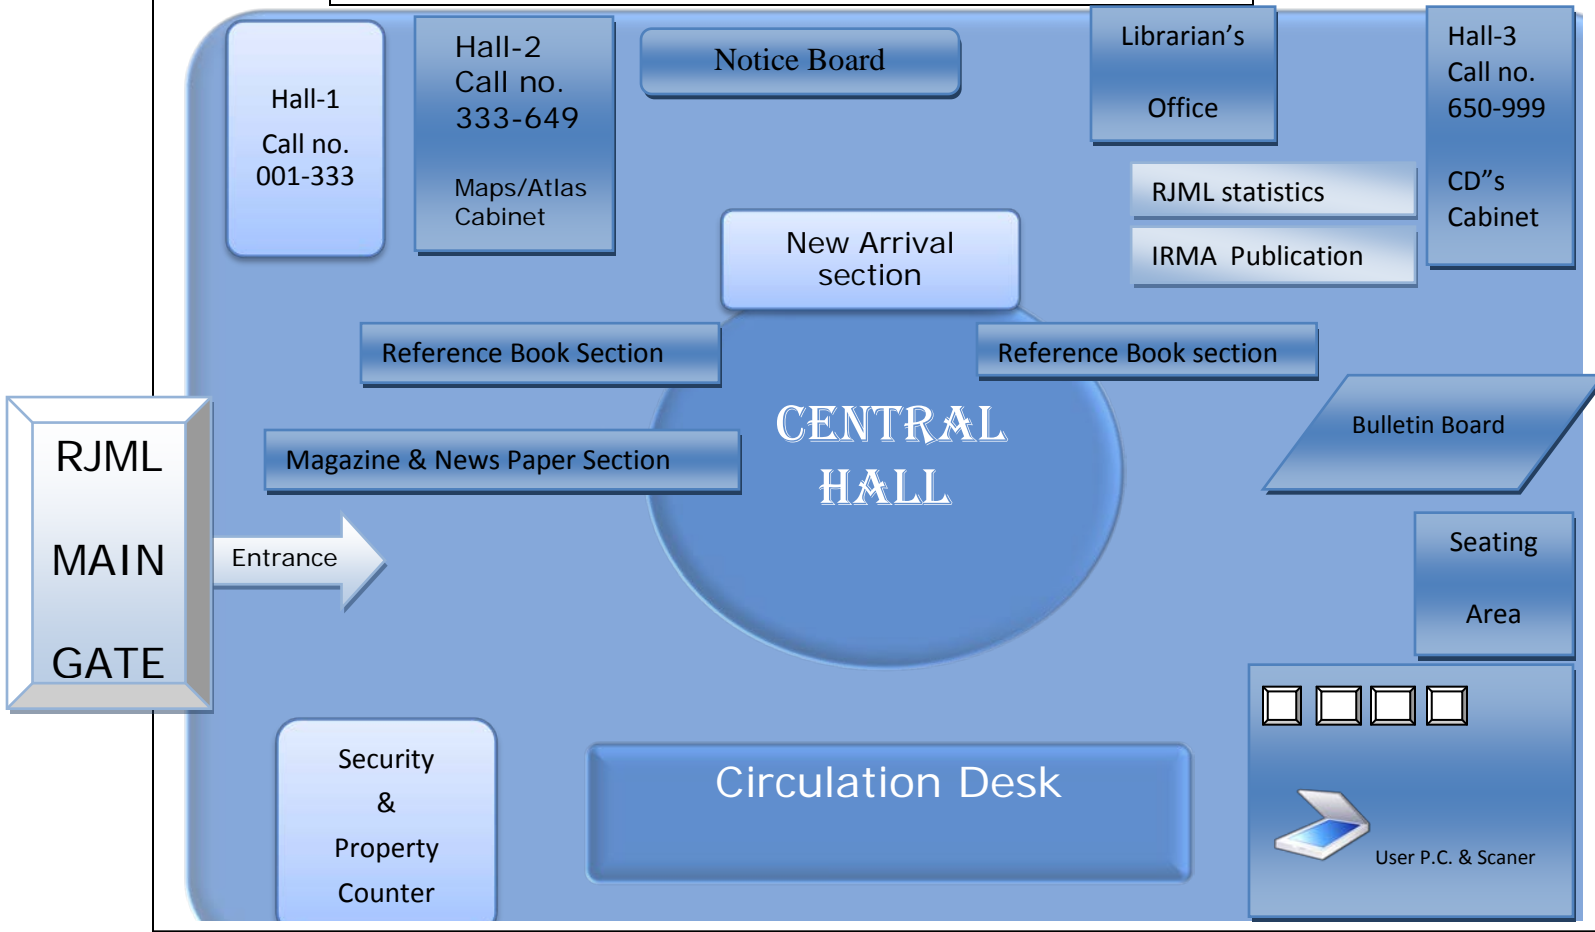 Hall-1
Call no.
001-333
Hall-2
Call no.
333-649
Maps/Atlas
Cabinet
Notice Board
Librarian’s
Office
Hall-3
Call no.
650-999
CD”s
Cabinet
RJML statistics
IRMA  Publication
New Arrival
section
Reference Book Section
Reference Book section
CENTRAL
HALL
Magazine & News Paper Section
Bulletin Board
RJML
MAIN
GATE
Entrance
Seating
Area
Security
&
Property
Counter
Circulation Desk
User P.C. & Scaner